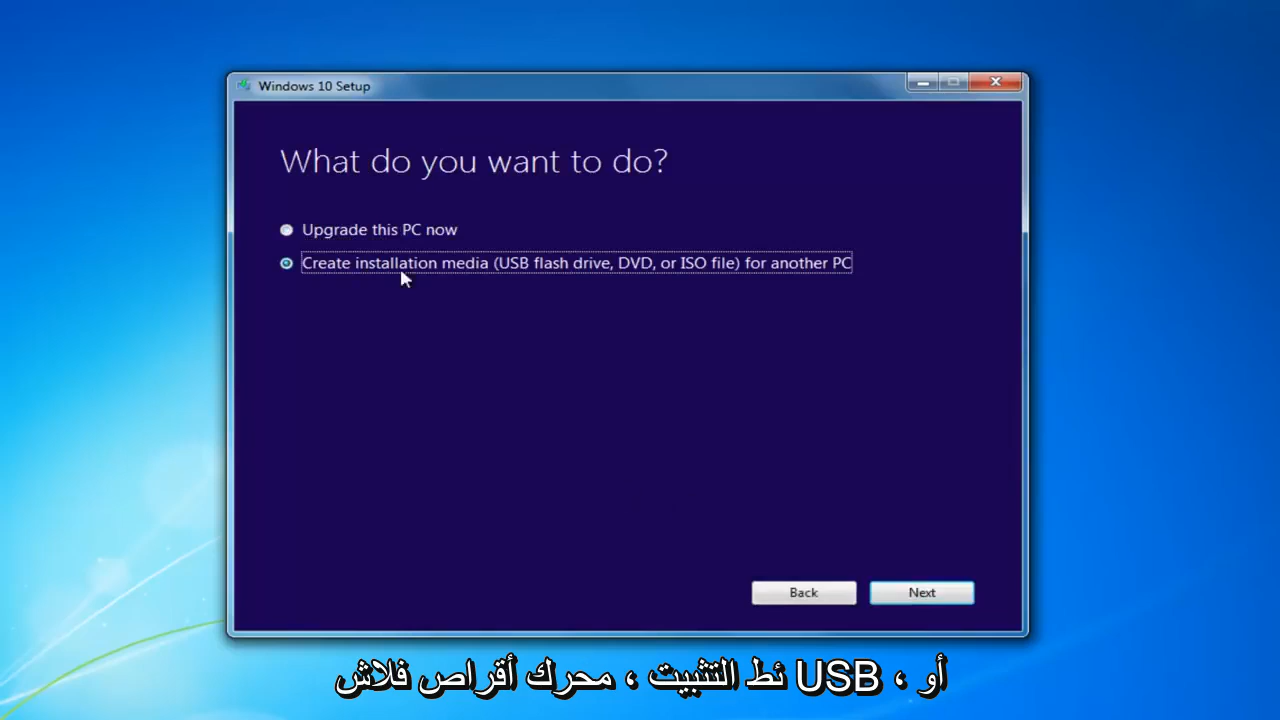 Windows 10 Setup
What do you want to do?
Upgrade this PC now
Create installation media (USB flash drive, DVD, or ISO file) for another PC
Back
Next
ئط التثبيت ، محرك أقراص فلاش USB ، أو